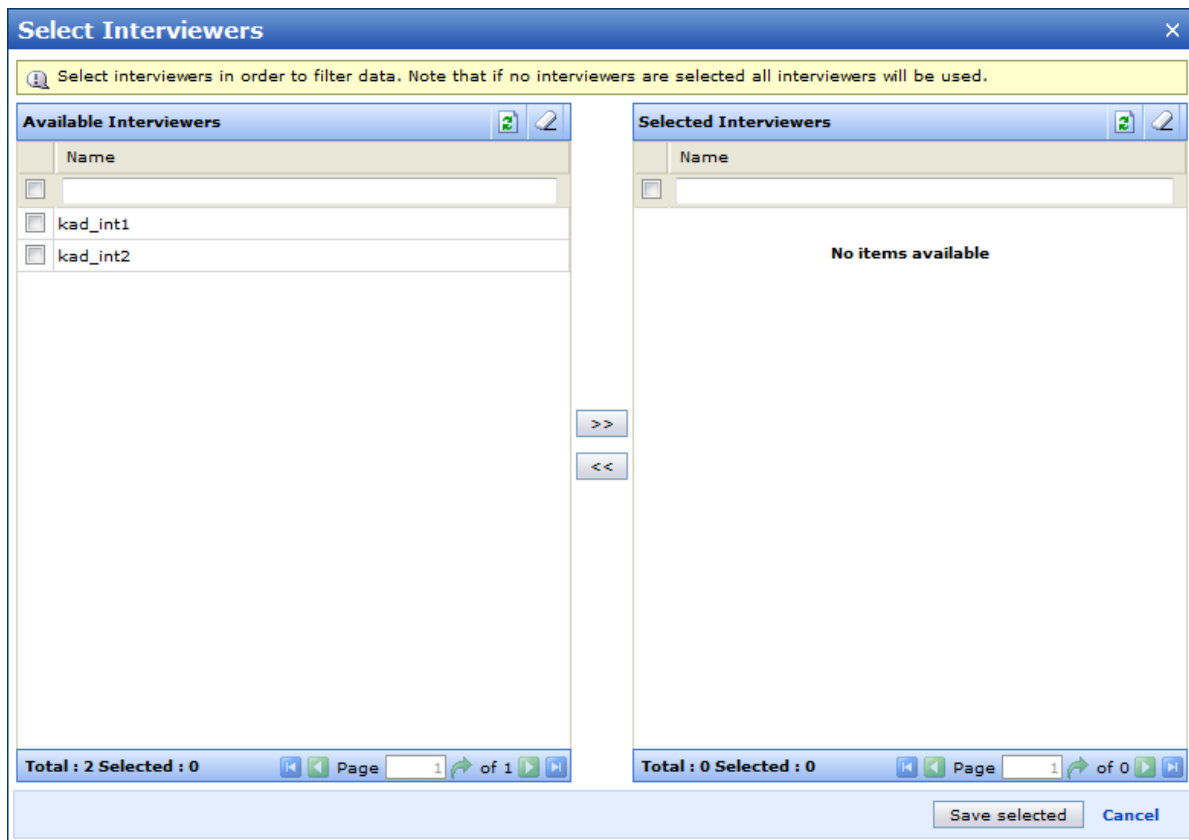 Select Interviewers
Select interviewers in order to filter data. Note that if no interviewers are selected all interviewers will be used.
Available Interviewers
Name
kad_int1
kad_int2
Total : 2 Selected : 0 Page 1 of 1
>>
<<
Selected Interviewers
Name
No items available
Total : 0 Selected : 0 Page 1 of 0
Save selected Cancel